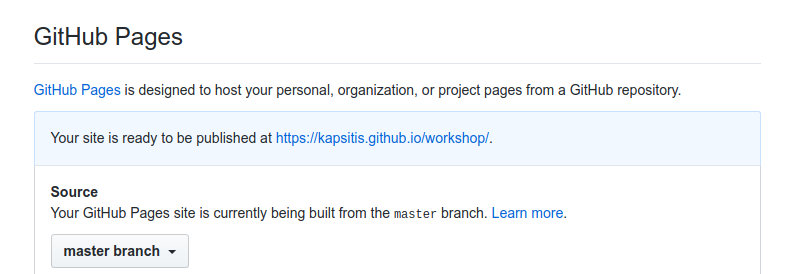 GitHub Pages
GitHub Pages is designed to host your personal, organization, or project pages from a GitHub repository.
Your site is ready to be published at https://kapsitis.github.io/workshop/.
Source
Your GitHub Pages site is currently being built from the master branch. Learn more.
master branch